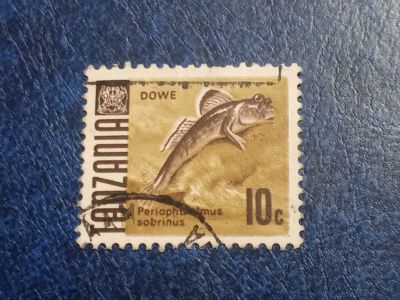 DOWE
TANZANIA
Periophthalmus
sobrinus
10c